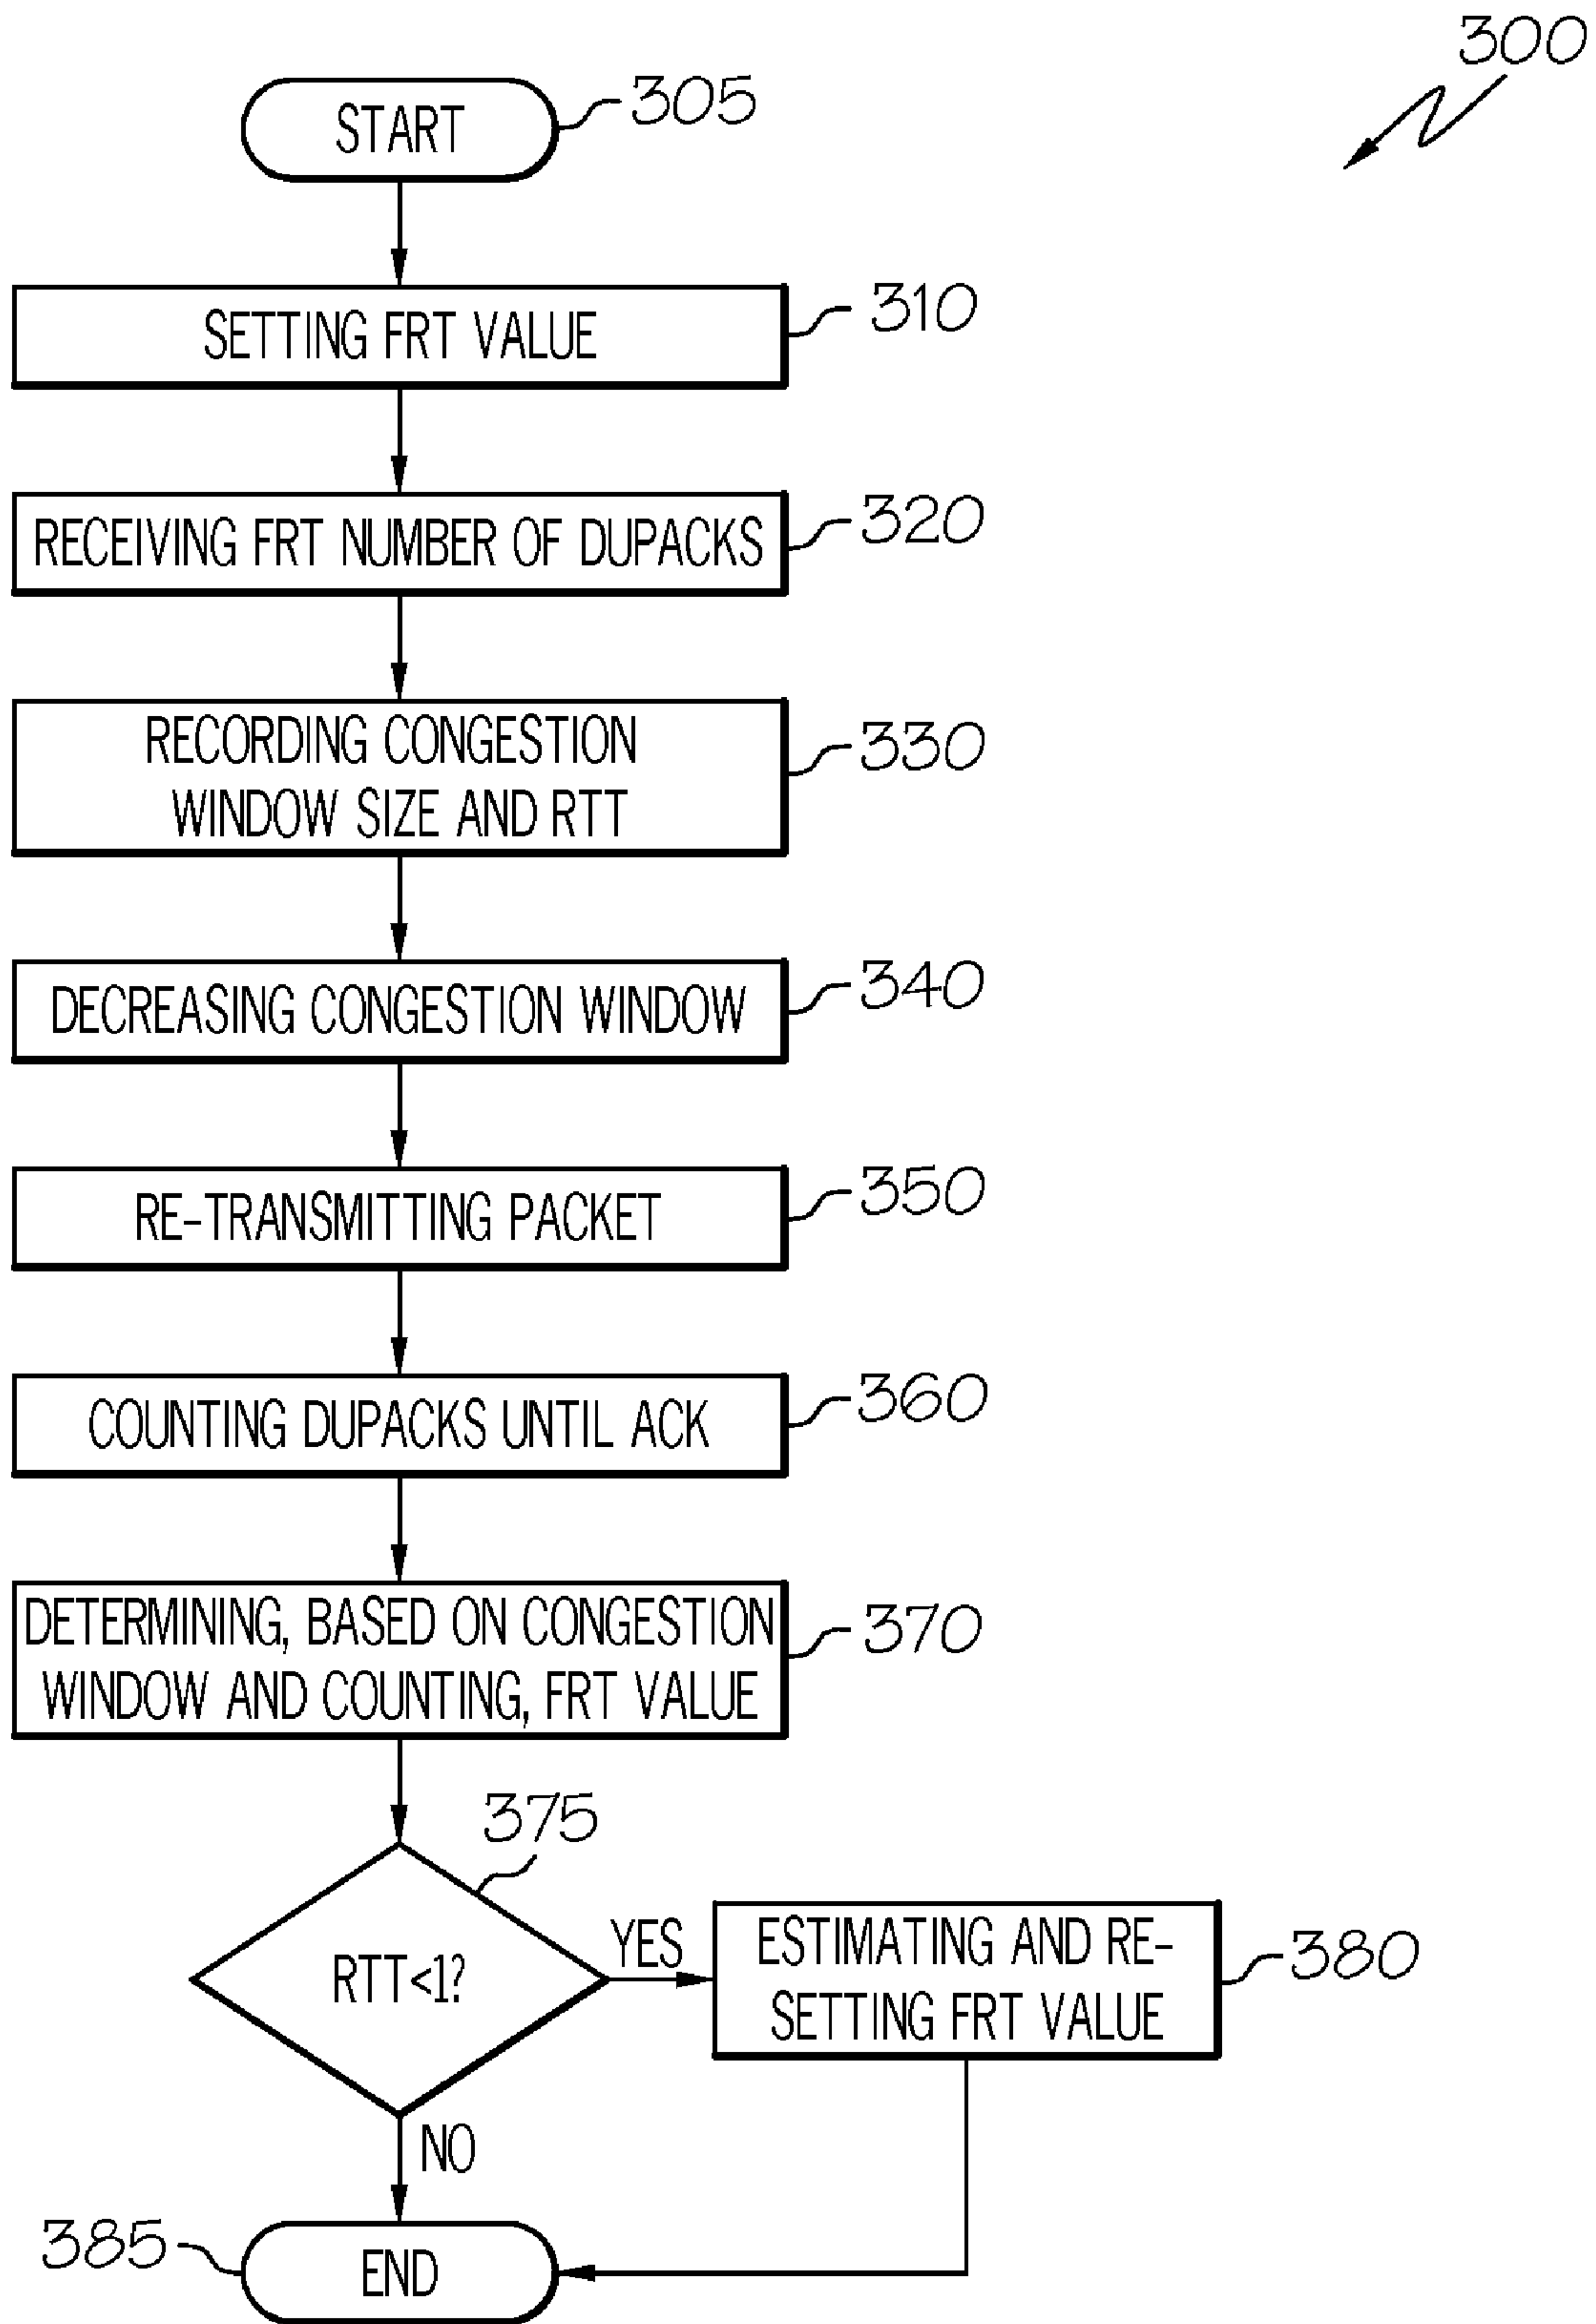 300
START
305
SETTING FRT VALUE
310
RECEIVING FRT NUMBER OF DUPACKS
320
RECORDING CONGESTION
WINDOW SIZE AND RTT
330
DECREASING CONGESTION WINDOW
340
RE-TRANSMITTING PACKET
350
COUNTING DUPACKS UNTIL ACK
360
DETERMINING, BASED ON CONGESTION
WINDOW AND COUNTING, FRT VALUE
370
375
RTT<1?
YES
ESTIMATING AND RE-
SETTING FRT VALUE
380
NO
385
END